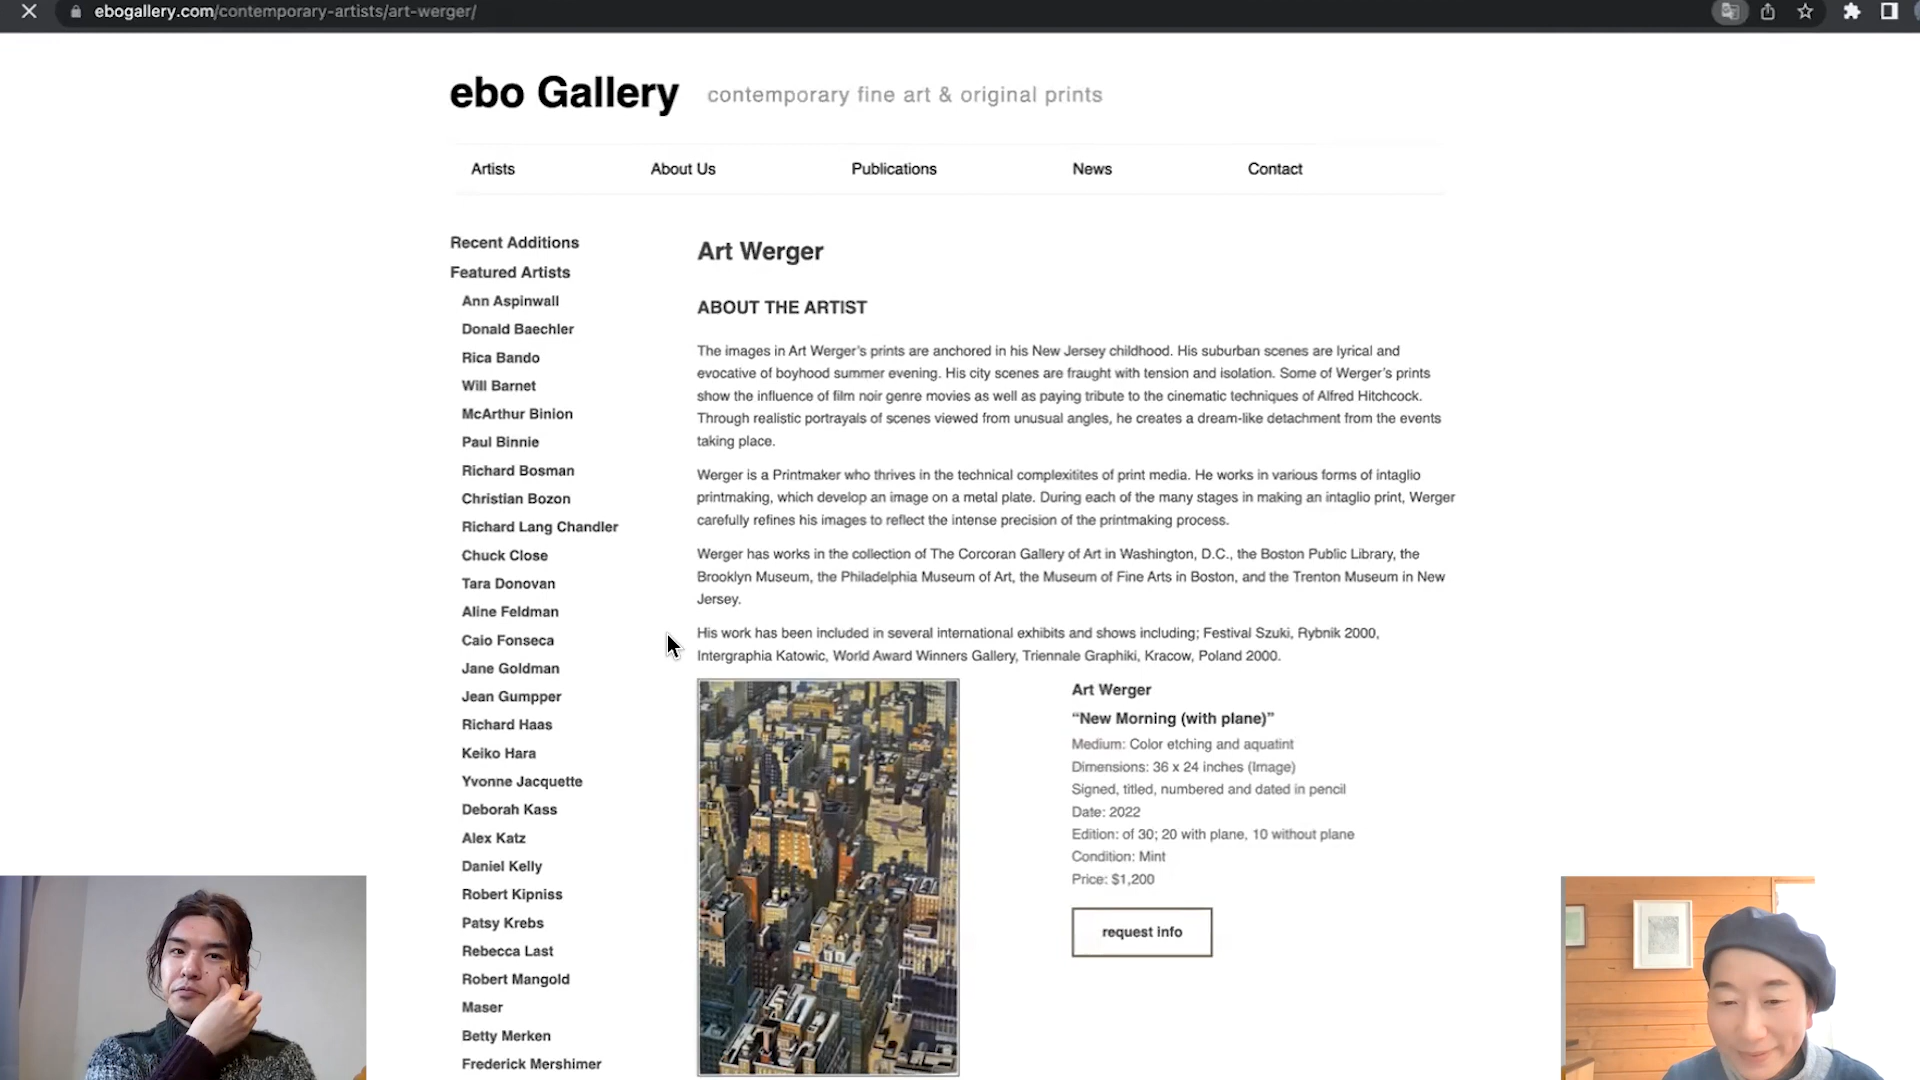 ebogallery.com/contemporary-artists/art-werger/
ebo Gallery contemporary fine art & original prints
Artists About Us Publications News Contact
Recent Additions
Featured Artists
Ann Aspinwall
Donald Baechler
Rica Bando
Will Barnet
McArthur Binion
Paul Binnie
Richard Bosman
Christian Bozon
Richard Lang Chandler
Chuck Close
Tara Donovan
Aline Feldman
Caio Fonseca
Jane Goldman
Jean Gumpper
Richard Haas
Keiko Hara
Yvonne Jacquette
Deborah Kass
Alex Katz
Daniel Kelly
Robert Kipniss
Patsy Krebs
Rebecca Last
Robert Mangold
Maser
Betty Merken
Frederick Mershimer
Art Werger
ABOUT THE ARTIST
The images in Art Werger's prints are anchored in his New Jersey childhood. His suburban scenes are lyrical and
evocative of boyhood summer evening. His city scenes are fraught with tension and isolation. Some of Werger's prints
show the influence of film noir genre movies as well as paying tribute to the cinematic techniques of Alfred Hitchcock.
Through realistic portrayals of scenes viewed from unusual angles, he creates a dream-like detachment from the events
taking place.
Werger is a Printmaker who thrives in the technical complexitites of print media. He works in various forms of intaglio
printmaking, which develop an image on a metal plate. During each of the many stages in making an intaglio print, Werger
carefully refines his images to reflect the intense precision of the printmaking process.
Werger has works in the collection of The Corcoran Gallery of Art in Washington, D.C., the Boston Public Library, the
Brooklyn Museum, the Philadelphia Museum of Art, the Museum of Fine Arts in Boston, and the Trenton Museum in New
Jersey.
His work has been included in several international exhibits and shows including; Festival Szuki, Rybnik 2000,
Intergraphia Katowic, World Award Winners Gallery, Triennale Graphiki, Kracow, Poland 2000.
Art Werger
“New Morning (with plane)”
Medium: Color etching and aquatint
Dimensions: 36 x 24 inches (Image)
Signed, titled, numbered and dated in pencil
Date: 2022
Edition: of 30; 20 with plane, 10 without plane
Condition: Mint
Price: $1,200
request info